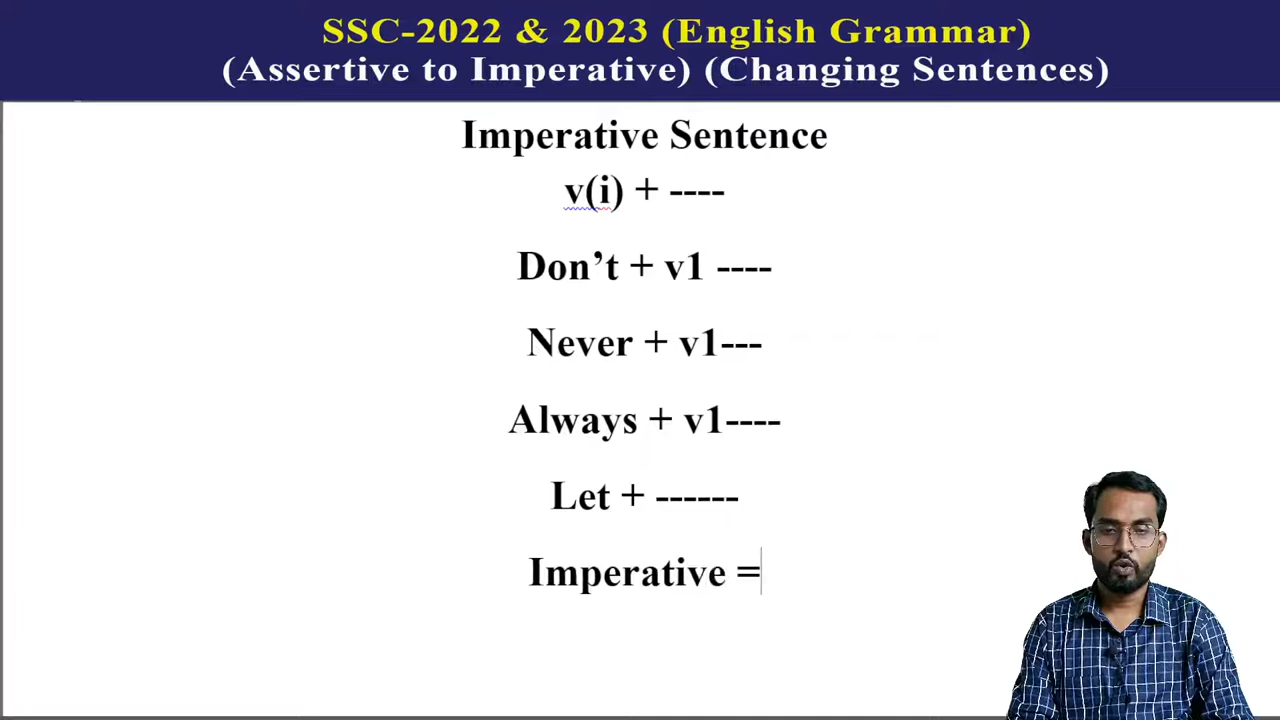 SSC-2022 & 2023 (English Grammar)
(Assertive to Imperative) (Changing Sentences)
Imperative Sentence
v(i) + ----
Don’t + v1 ----
Never + v1---
Always + v1----
Let + ------
Imperative =